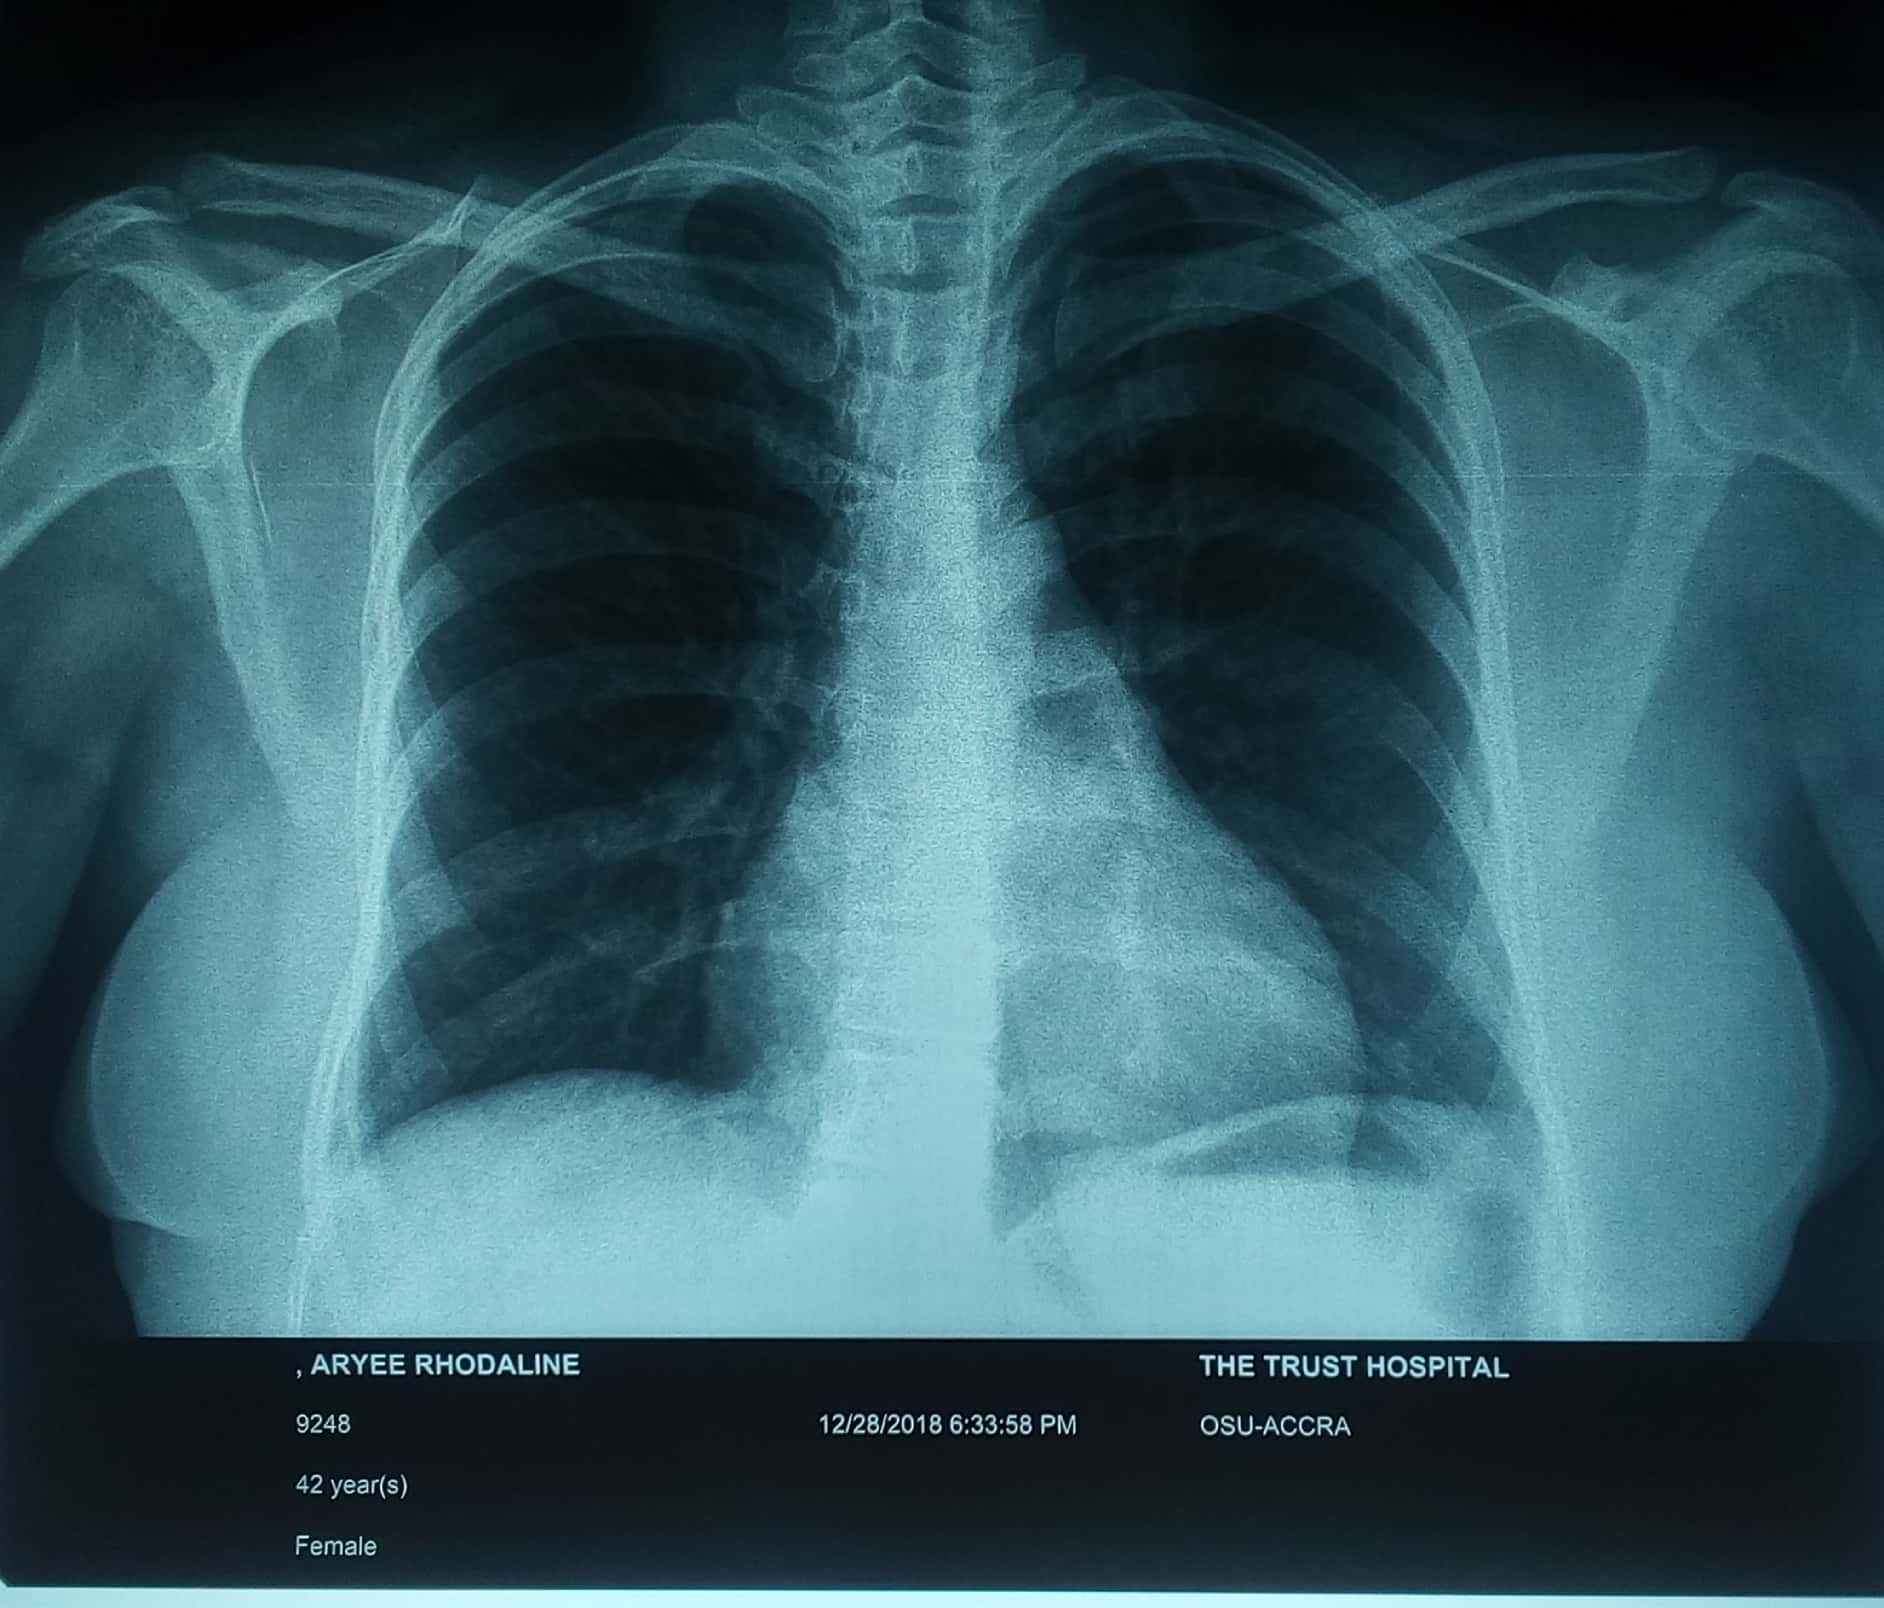 , ARYEE RHODALINE
THE TRUST HOSPITAL
9248
12/28/2018 6:33:58 PM
OSU-ACCRA
42 year(s)
Female